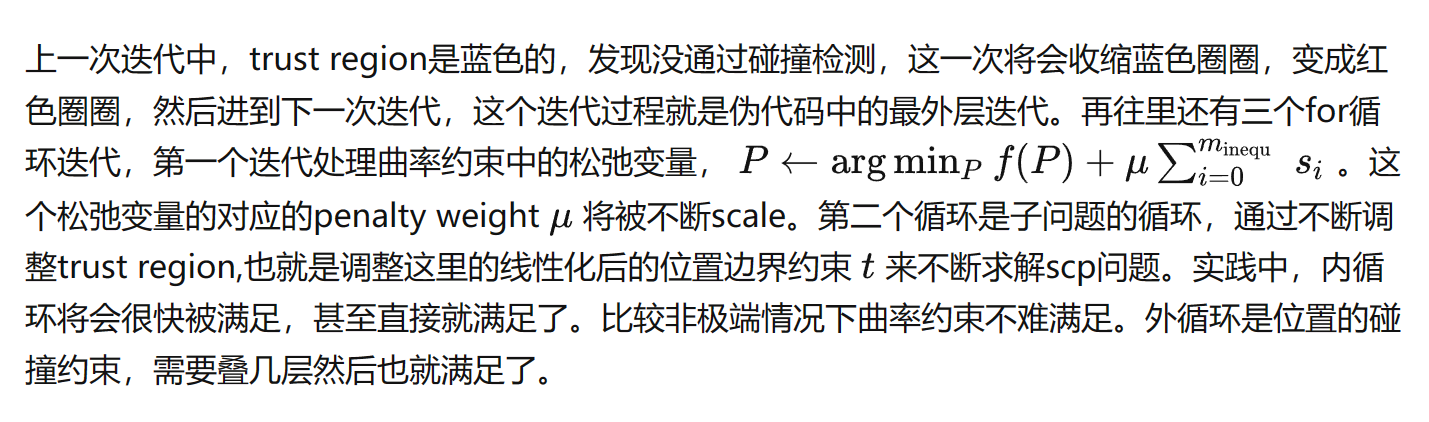 上一次迭代中，trust region是蓝色的，发现没通过碰撞检测，这一次将会收缩蓝色圈圈，变成红
色圈圈，然后进到下一次迭代，这个迭代过程就是伪代码中的最外层迭代。再往里还有三个for循
环迭代，第一个迭代处理曲率约束中的松弛变量， $P \leftarrow \arg\min_P f(P) + \mu \sum_{i=0}^{m_{\text{inequ}}} s_i$ 。这
个松弛变量的对应的penalty weight $\mu$ 将被不断scale。第二个循环是子问题的循环，通过不断调
整trust region,也就是调整这里的线性化后的位置边界约束 $t$ 来不断求解scp问题。实践中，内循
环将会很快被满足，甚至直接就满足了。比较非极端情况下曲率约束不难满足。外循环是位置的碰
撞约束，需要叠几层然后也就满足了。